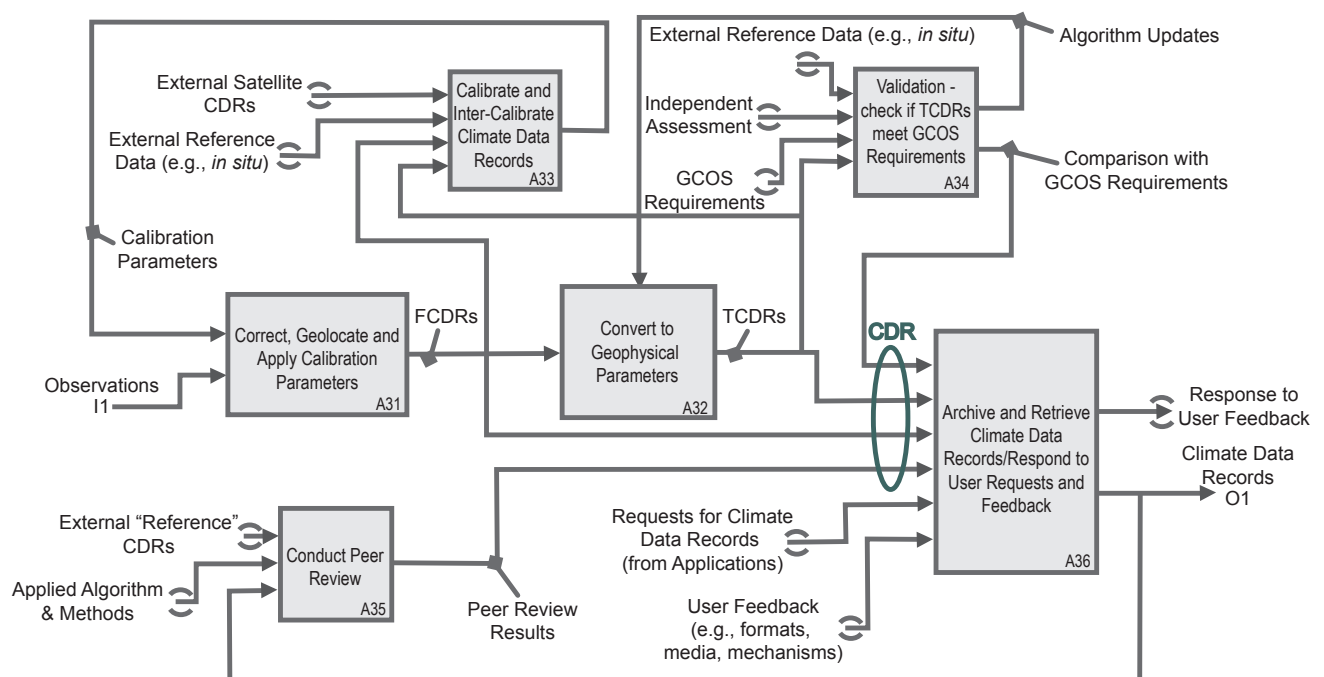 External Reference Data (e.g., in situ)
Algorithm Updates
External Satellite
CDRs
External Reference
Data (e.g., in situ)
Calibrate and
Inter-Calibrate
Climate Data
Records
A33
Independent
Assessment
GCOS
Requirements
Validation -
check if TCDRs
meet GCOS
Requirements
A34
Comparison with
GCOS Requirements
Calibration
Parameters
Observations
I1
Correct, Geolocate and
Apply Calibration
Parameters
A31
FCDRs
Convert to
Geophysical
Parameters
A32
TCDRs
CDR
Archive and Retrieve
Climate Data
Records/Respond to
User Requests and
Feedback
A36
Response to
User Feedback
Climate Data
Records
O1
External “Reference”
CDRs
Applied Algorithm
& Methods
Conduct Peer
Review
A35
Peer Review
Results
Requests for Climate
Data Records
(from Applications)
User Feedback
(e.g., formats,
media, mechanisms)